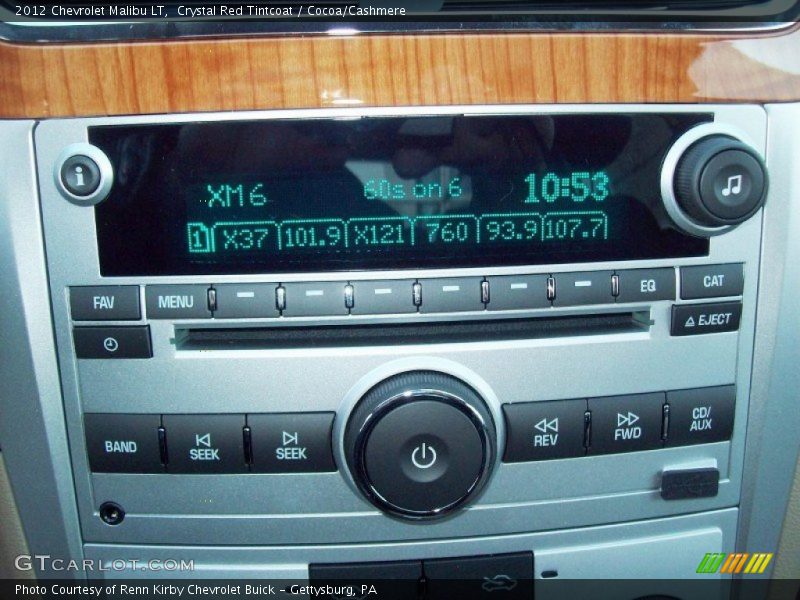 2012 Chevrolet Malibu LT,  Crystal Red Tintcoat / Cocoa/Cashmere
i
XM 6 60s on 6 10:53
1 X37 101.9 X121 760 93.9 107.7
FAV MENU EQ CAT
EJECT
BAND SEEK SEEK REV FWD CD/AUX
GTCARLOT.COM
Photo Courtesy of Renn Kirby Chevrolet Buick – Gettysburg, PA